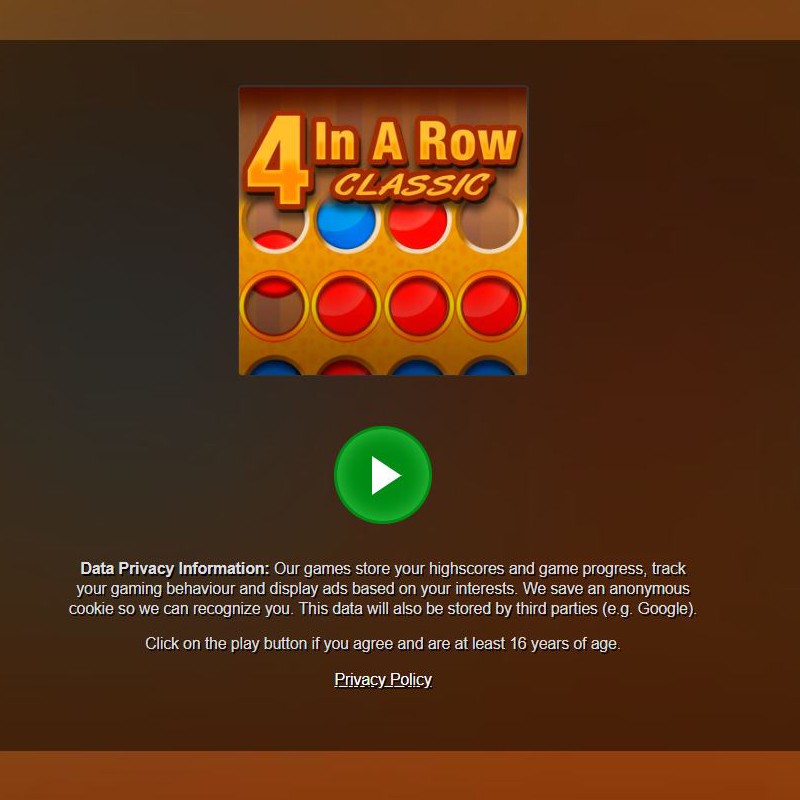 4 In A Row
CLASSIC
Data Privacy Information: Our games store your highscores and game progress, track
your gaming behaviour and display ads based on your interests. We save an anonymous
cookie so we can recognize you. This data will also be stored by third parties (e.g. Google).
Click on the play button if you agree and are at least 16 years of age.
Privacy Policy